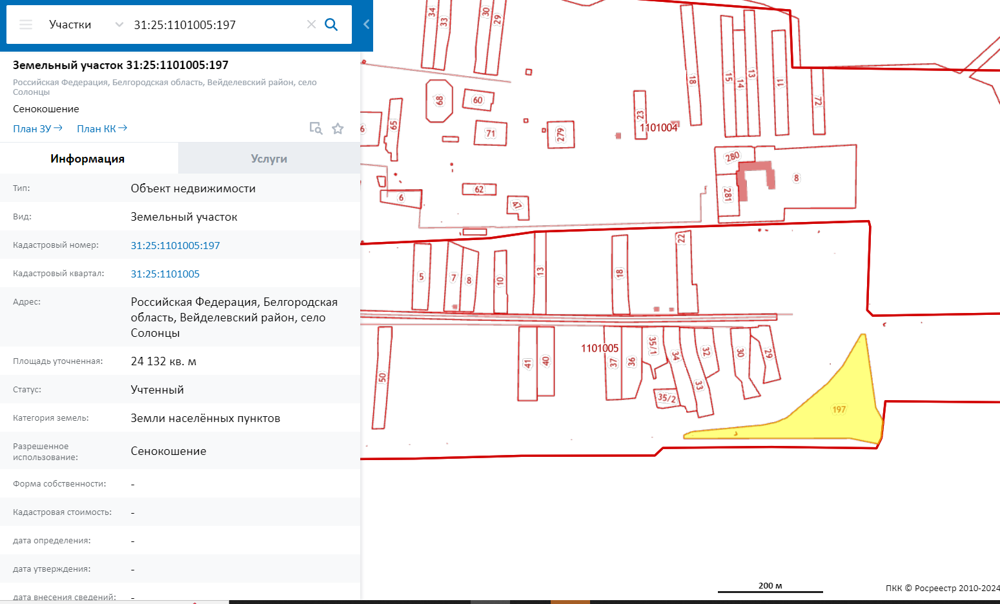 Участки
31:25:1101005:197
Земельный участок 31:25:1101005:197
Российская Федерация, Белгородская область, Вейделевский район, село
Солонцы
Сенокошение
План ЗУ→
План КК→
Информация
Услуги
Тип:
Объект недвижимости
Вид:
Земельный участок
Кадастровый номер:
31:25:1101005:197
Кадастровый квартал:
31:25:1101005
Адрес:
Российская Федерация, Белгородская
область, Вейделевский район, село
Солонцы
Площадь уточненная:
24 132 кв. м
Статус:
Учтенный
Категория земель:
Земли населённых пунктов
Разрешенное
использование:
Сенокошение
Форма собственности:
-
Кадастровая стоимость:
-
дата определения:
-
дата утверждения:
-
дата внесения сведений:
-
34
33
30
29
18
15
14
13
11
72
68
60
65
6
71
279
23
1101004
280
281
8
62
6
47
5
7
8
10
13
18
22
1101005
50
41
40
37
36
35/1
34
35/2
33
32
30
29
197
200 м
ПКК © Росреестр 2010-2024